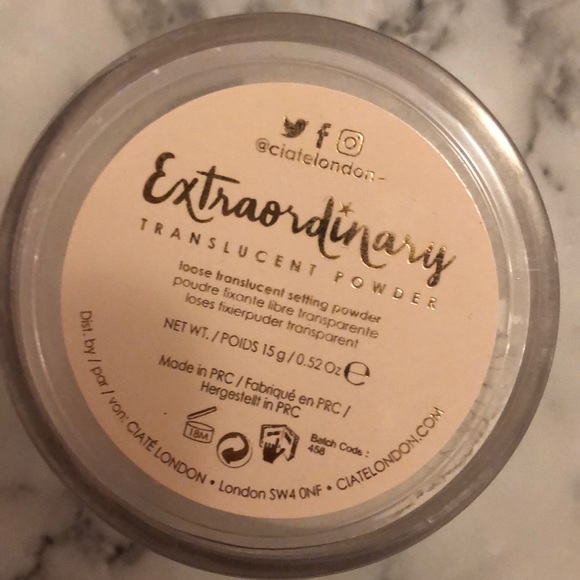 @ciatelondon
Extraordinary
TRANSLUCENT POWDER
loose translucent setting powder
poudre fixante libre transparente
loses fixierpuder transparent
NET WT. / POIDS 15 g / 0.52 Oz ℮
Made in PRC / Fabriqué en PRC /
Hergestellt in PRC
18M
Batch Code :
458
Dist. by / par / von: CIATÉ LONDON • London SW4 0NF • CIATELONDON.COM